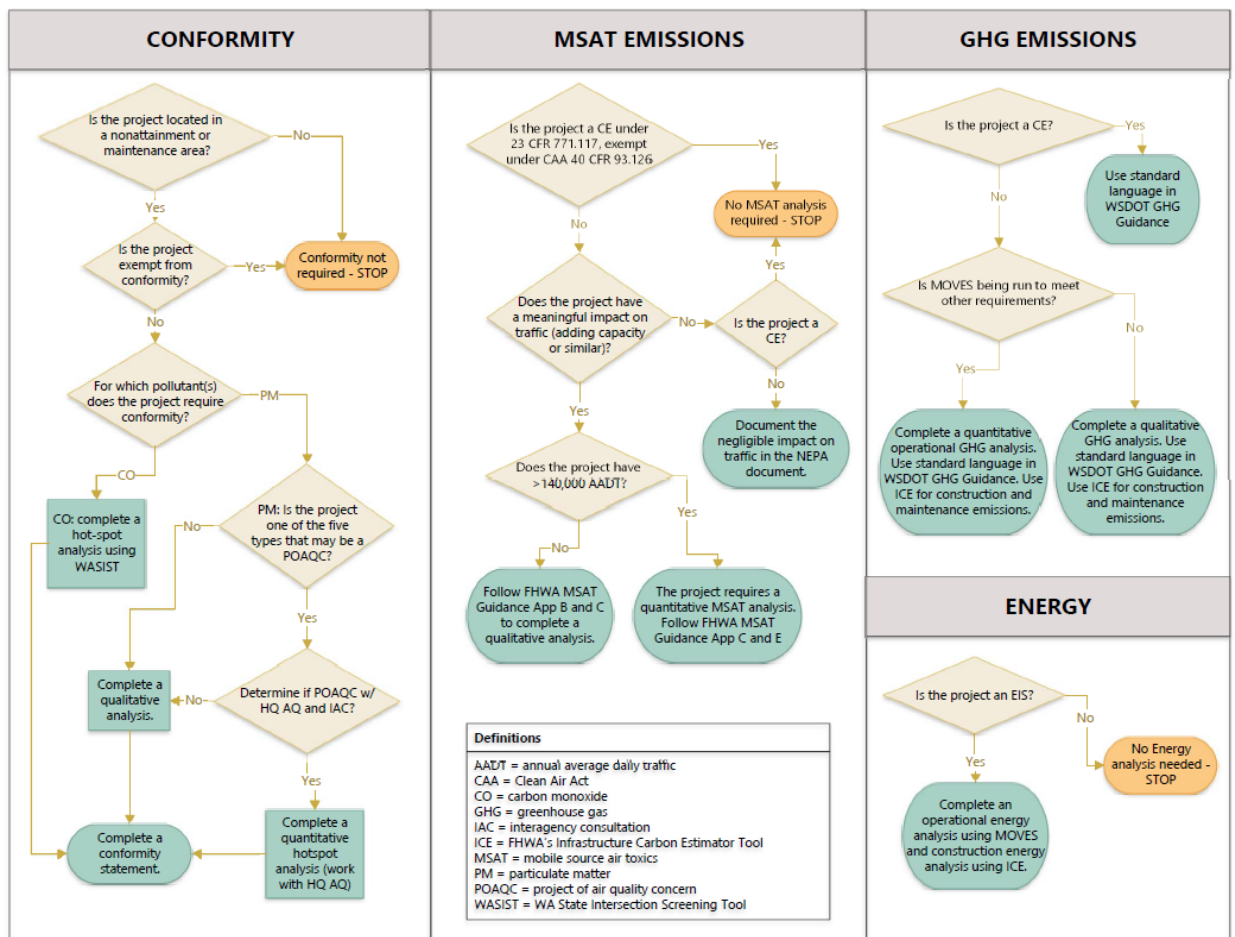 CONFORMITY
Is the project located in
a nonattainment or
maintenance area?
No
Yes
Is the project
exempt from
conformity?
Yes
Conformity not
required - STOP
No
For which pollutant(s)
does the project require
conformity?
PM
CO
CO: complete a
hot-spot
analysis using
WASIST
No
PM: Is the project
one of the five
types that may be a
POAQC?
Yes
Complete a
qualitative
analysis.
No
Determine if POAQC w/
HQ AQ and IAC?
Yes
Complete a
conformity
statement.
Complete a
quantitative
hotspot
analysis (work
with HQ AQ)
MSAT EMISSIONS
Is the project a CE under
23 CFR 771.117, exempt
under CAA 40 CFR 93.126
Yes
No MSAT analysis
required - STOP
No
Yes
Does the project have
a meaningful impact on
traffic (adding capacity
or similar)?
No
Is the project a
CE?
Yes
No
Document the
negligible impact on
traffic in the NEPA
document.
Does the project have
>140,000 AADT?
Yes
No
Follow FHWA MSAT
Guidance App B and C
to complete a
qualitative analysis.
The project requires a
quantitative MSAT analysis.
Follow FHWA MSAT
Guidance App C and E
Definitions
AADT = annual average daily traffic
CAA = Clean Air Act
CO = carbon monoxide
GHG = greenhouse gas
IAC = interagency consultation
ICE = FHWA's Infrastructure Carbon Estimator Tool
MSAT = mobile source air toxics
PM = particulate matter
POAQC = project of air quality concern
WASIST = WA State Intersection Screening Tool
GHG EMISSIONS
Is the project a CE?
Yes
Use standard
language in
WSDOT GHG
Guidance
No
Is MOVES being run to meet
other requirements?
No
Yes
Complete a quantitative
operational GHG analysis.
Use standard language in
WSDOT GHG Guidance. Use
ICE for construction and
maintenance emissions.
Complete a qualitative
GHG analysis. Use
standard language in
WSDOT GHG Guidance.
Use ICE for construction
and maintenance
emissions.
ENERGY
Is the project an EIS?
No
No Energy
analysis needed -
STOP
Yes
Complete an
operational energy
analysis using MOVES
and construction energy
analysis using ICE.